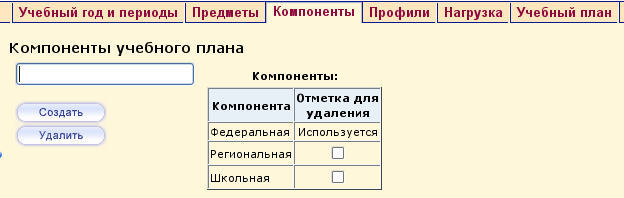 Учебный год и периоды Предметы Компоненты Профили Нагрузка Учебный план
Компоненты учебного плана
Компоненты:
Создать
Удалить
Компонента Отметка для удаления
Федеральная Используется
Региональная
Школьная